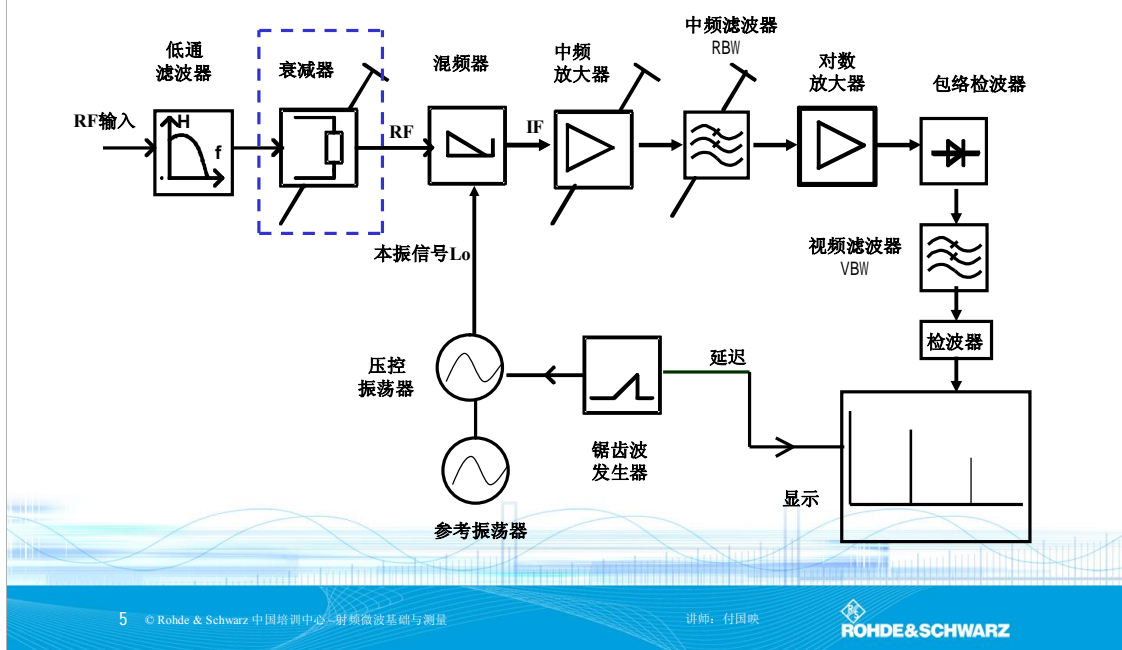 低通
滤波器
衰减器
混频器
中频
放大器
中频滤波器
RBW
对数
放大器
包络检波器
RF输入
H
f
RF
IF
本振信号Lo
视频滤波器
VBW
检波器
压控
振荡器
延迟
锯齿波
发生器
显示
参考振荡器
5 © Rohde & Schwarz 中国培训中心--射频微波基础与测量
讲师：付国映
ROHDE&SCHWARZ